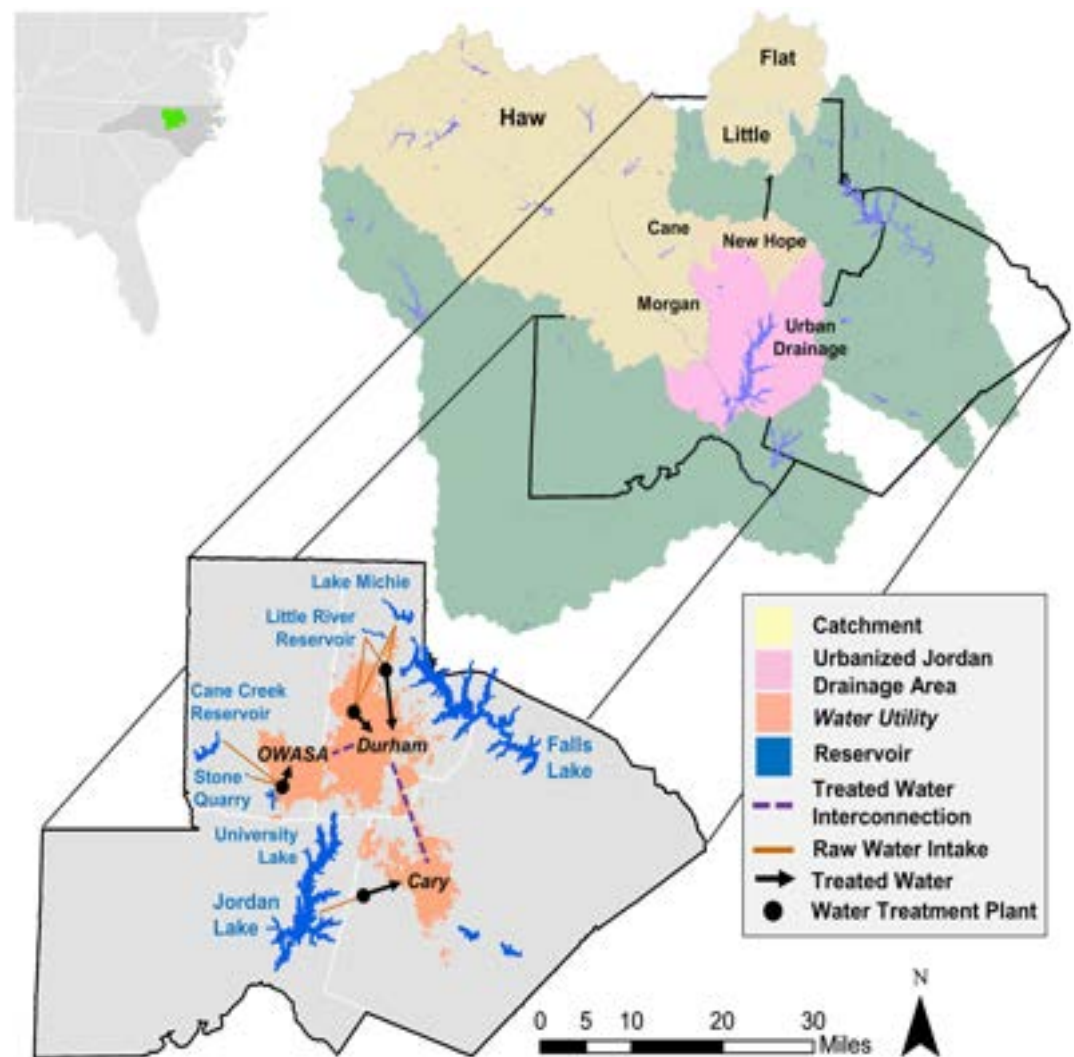 Flat
Haw
Little
Cane
New Hope
Morgan
Urban
Drainage
Lake Michie
Little River
Reservoir
Cane Creek
Reservoir
OWASA
Durham
Falls
Lake
Stone
Quarry
University
Lake
Cary
Jordan
Lake
Catchment
Urbanized Jordan
Drainage Area
Water Utility
Reservoir
Treated Water
Interconnection
Raw Water Intake
Treated Water
Water Treatment Plant
N
0 5 10 20 30
Miles